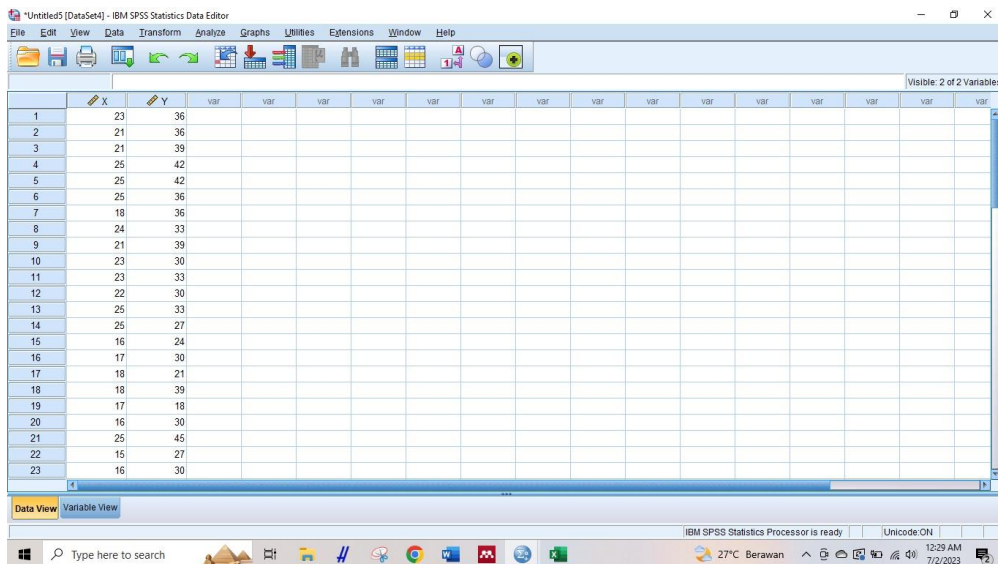 *Untitled5 [DataSet4] - IBM SPSS Statistics Data Editor
File Edit View Data Transform Analyze Graphs Utilities Extensions Window Help
Visible: 2 of 2 Variables
X Y var var var var var var var var var var var var var var var
1 23 36
2 21 36
3 21 39
4 25 42
5 25 42
6 25 36
7 18 36
8 24 33
9 21 39
10 23 30
11 23 33
12 22 30
13 25 33
14 25 27
15 16 24
16 17 30
17 18 21
18 18 39
19 17 18
20 16 30
21 25 45
22 15 27
23 16 30
Data View Variable View
IBM SPSS Statistics Processor is ready Unicode:ON
Type here to search 27°C Berawan 12:29 AM
7/2/2023